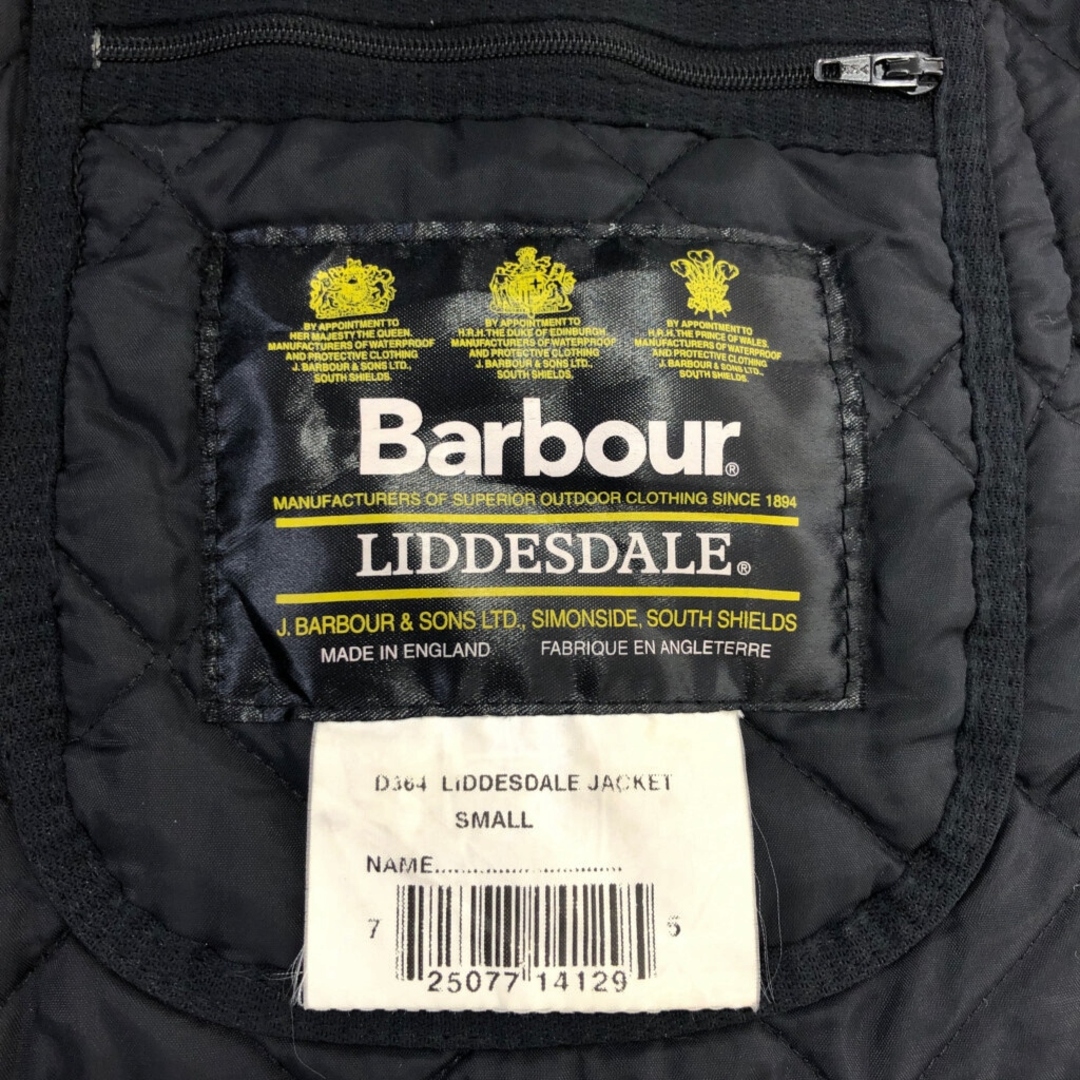 BY APPOINTMENT TO
HER MAJESTY THE QUEEN.
MANUFACTURERS OF WATERPROOF
AND PROTECTIVE CLOTHING
J. BARBOUR & SONS LTD.,
SOUTH SHIELDS.
BY APPOINTMENT TO
H.R.H. THE DUKE OF EDINBURGH.
MANUFACTURERS OF WATERPROOF
AND PROTECTIVE CLOTHING
J. BARBOUR & SONS LTD.,
SOUTH SHIELDS.
BY APPOINTMENT TO
H.R.H. THE PRINCE OF WALES.
MANUFACTURERS OF WATERPROOF
AND PROTECTIVE CLOTHING
J. BARBOUR & SONS LTD.,
SOUTH SHIELDS.
Barbour®
MANUFACTURERS OF SUPERIOR OUTDOOR CLOTHING SINCE 1894
LIDDESDALE®
J. BARBOUR & SONS LTD., SIMONSIDE, SOUTH SHIELDS
MADE IN ENGLAND FABRIQUE EN ANGLETERRE
D364 LIDDESDALE JACKET
SMALL
NAME..............................
7 25077 14129 5